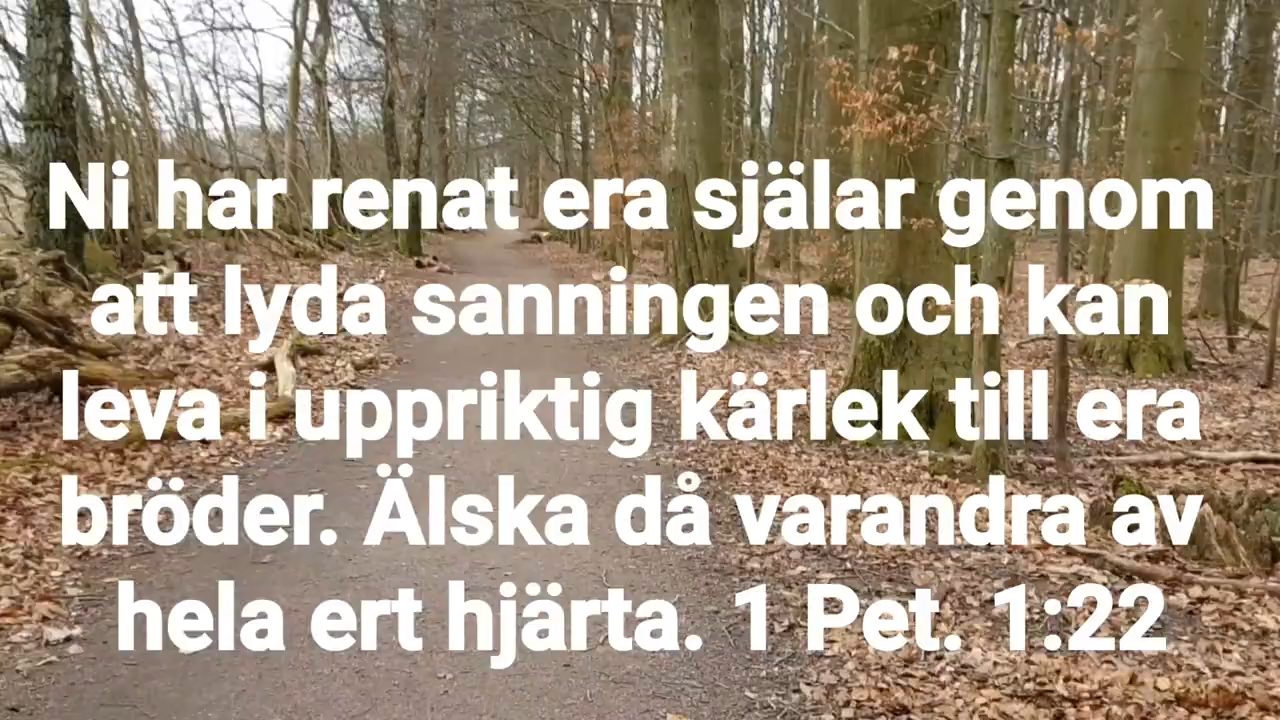 Ni har renat era själar genom
att lyda sanningen och kan
leva i uppriktig kärlek till era
bröder. Älska då varandra av
hela ert hjärta. 1 Pet. 1:22